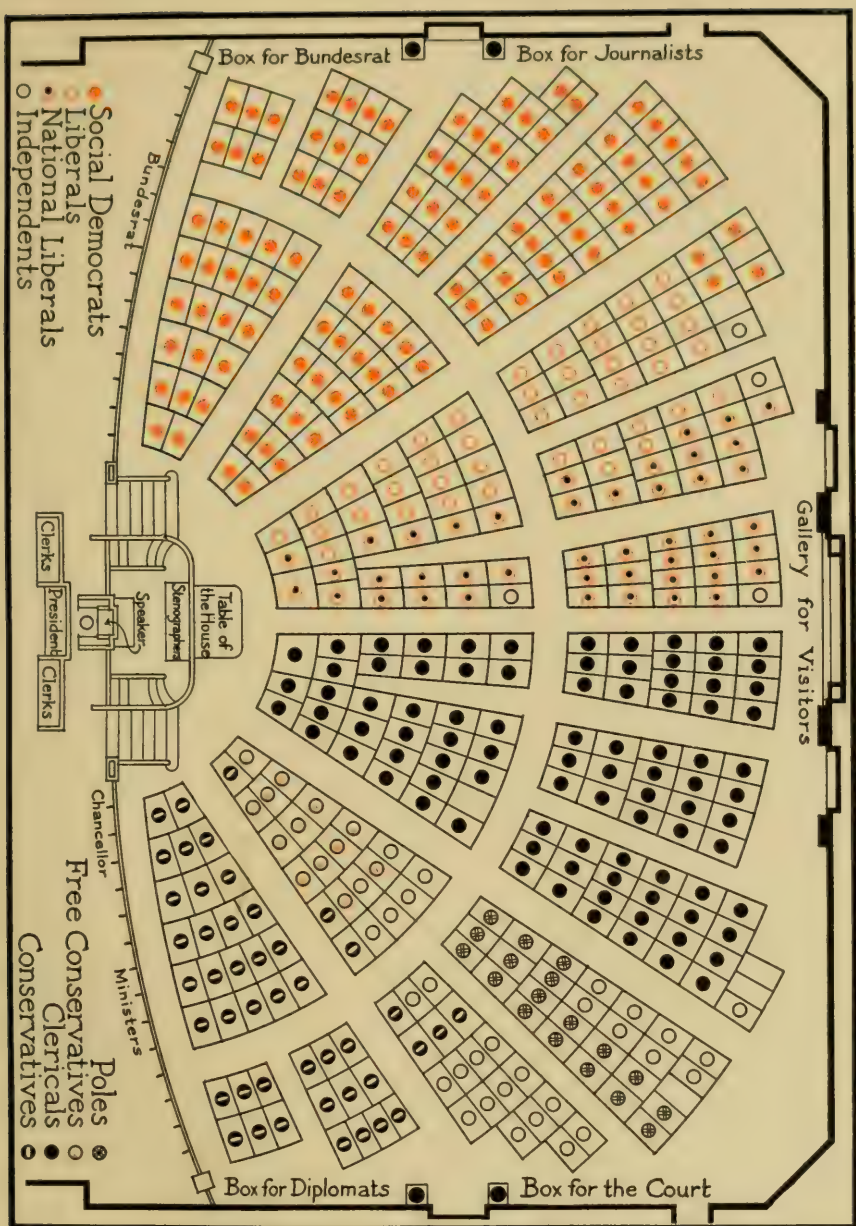 Box for Bundesrat
Box for Journalists
Social Democrats
Liberals
National Liberals
Independents
Bundesrat
Gallery for Visitors
Clerks
President
Clerks
Speaker
Stenographers
Table of
the House
Chancellor
Ministers
Poles
Free Conservatives
Clericals
Conservatives
Box for Diplomats
Box for the Court